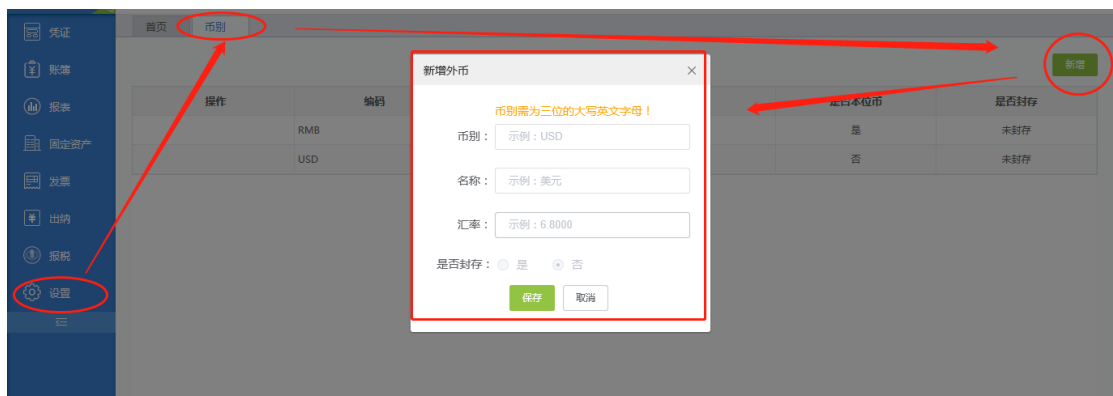 凭证
账簿
报表
固定资产
发票
出纳
报税
设置
首页 币别
新增
操作 编码 是否本位币 是否封存
RMB 是 未封存
USD 否 未封存
新增外币 ×
币别需为三位的大写英文字母！
币别： 示例：USD
名称： 示例：美元
汇率： 示例：6.8000
是否封存： 是 否
保存 取消